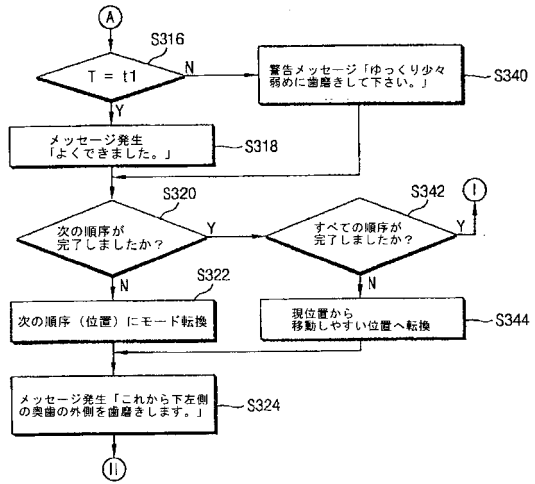 A
S316
T = t1
N
Y
警告メッセージ「ゆっくり少々
弱めに歯磨きして下さい。」
S340
メッセージ発生
「よくできました。」
S318
S320
次の順序が
完了しましたか？
Y
N
S342
すべての順序が
完了しましたか？
Y
N
I
S322
次の順序（位置）にモード転換
現位置から
移動しやすい位置へ転換
S344
メッセージ発生「これから下左側
の奥歯の外側を歯磨きします。」
S324
II